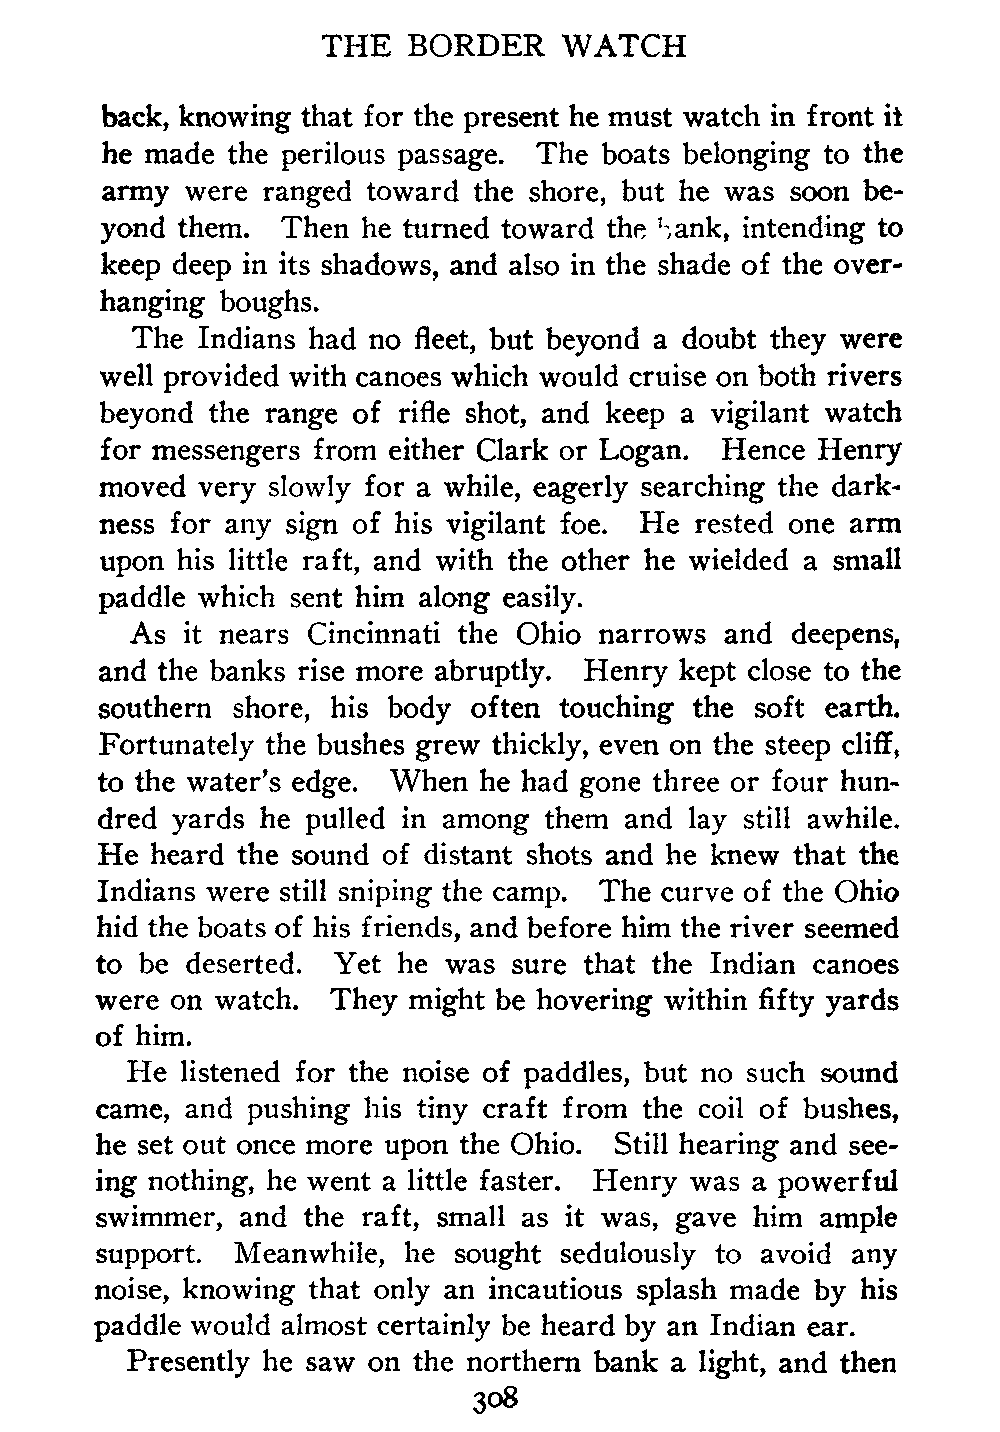 THE BORDER WATCH
back, knowing that for the present he must watch in front if
he made the perilous passage. The boats belonging to the
army were ranged toward the shore, but he was soon be-
yond them. Then he turned toward the bank, intending to
keep deep in its shadows, and also in the shade of the over-
hanging boughs.
The Indians had no fleet, but beyond a doubt they were
well provided with canoes which would cruise on both rivers
beyond the range of rifle shot, and keep a vigilant watch
for messengers from either Clark or Logan. Hence Henry
moved very slowly for a while, eagerly searching the dark-
ness for any sign of his vigilant foe. He rested one arm
upon his little raft, and with the other he wielded a small
paddle which sent him along easily.
As it nears Cincinnati the Ohio narrows and deepens,
and the banks rise more abruptly. Henry kept close to the
southern shore, his body often touching the soft earth.
Fortunately the bushes grew thickly, even on the steep cliff,
to the water's edge. When he had gone three or four hun-
dred yards he pulled in among them and lay still awhile.
He heard the sound of distant shots and he knew that the
Indians were still sniping the camp. The curve of the Ohio
hid the boats of his friends, and before him the river seemed
to be deserted. Yet he was sure that the Indian canoes
were on watch. They might be hovering within fifty yards
of him.
He listened for the noise of paddles, but no such sound
came, and pushing his tiny craft from the coil of bushes,
he set out once more upon the Ohio. Still hearing and see-
ing nothing, he went a little faster. Henry was a powerful
swimmer, and the raft, small as it was, gave him ample
support. Meanwhile, he sought sedulously to avoid any
noise, knowing that only an incautious splash made by his
paddle would almost certainly be heard by an Indian ear.
Presently he saw on the northern bank a light, and then
308